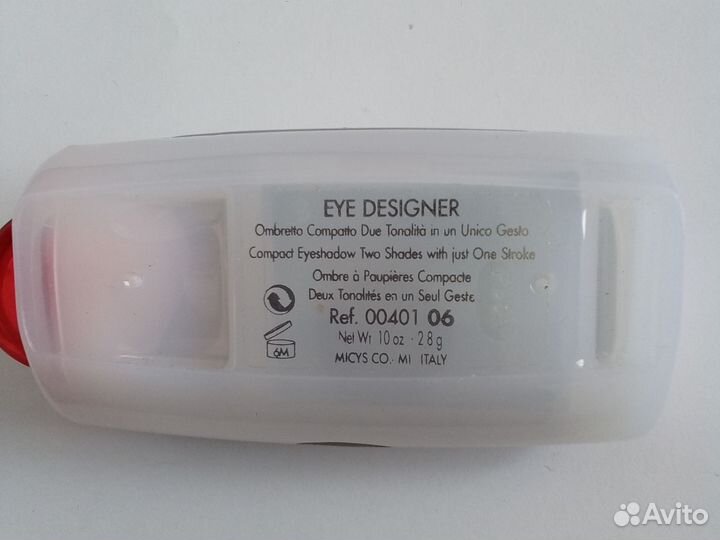 EYE DESIGNER
Ombretto Compatto Due Tonalità in un Unico Gesto
Compact Eyeshadow Two Shades with just One Stroke
Ombre à Paupières Compacte
Deux Tonalités en un Seul Geste
Ref. 00401 06
6M
Net Wt 10 oz · 2 8 g
MICYS CO. MI ITALY
Avito